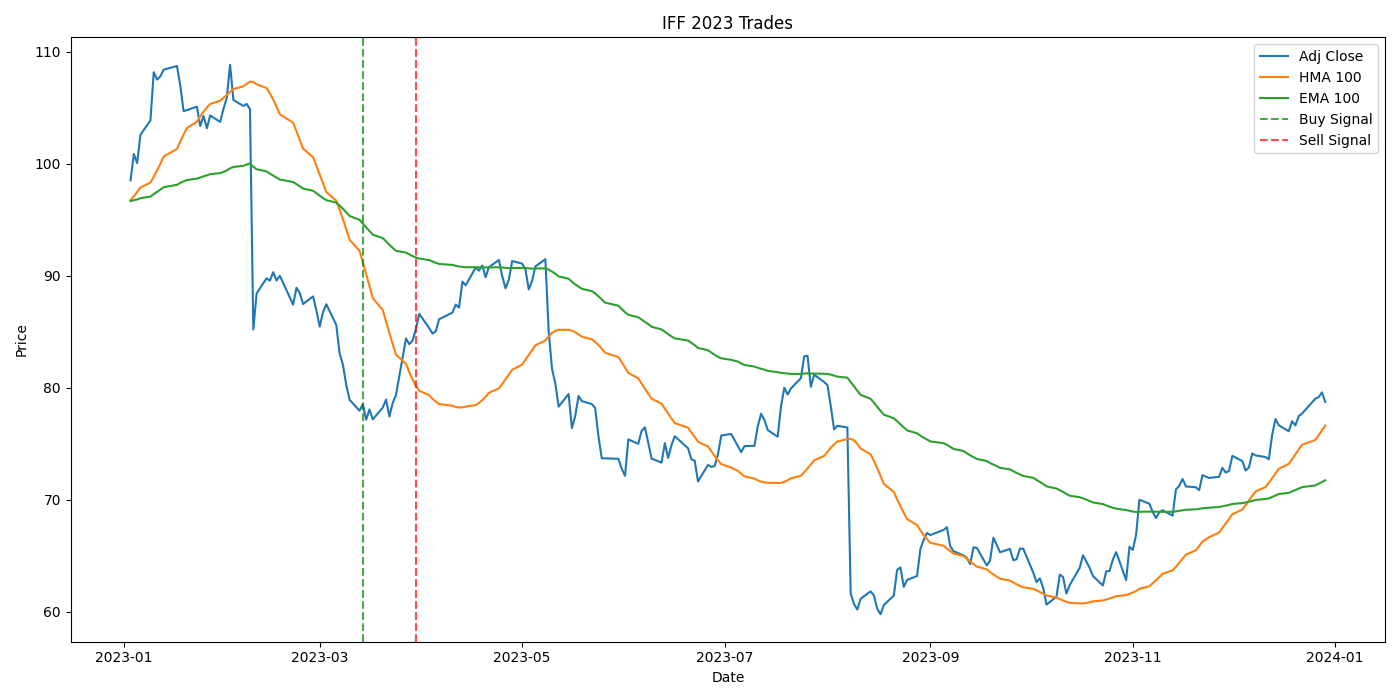 IFF 2023 Trades
Adj Close
HMA 100
EMA 100
Buy Signal
Sell Signal
Price
110
100
90
80
70
60
2023-01 2023-03 2023-05 2023-07 2023-09 2023-11 2024-01
Date